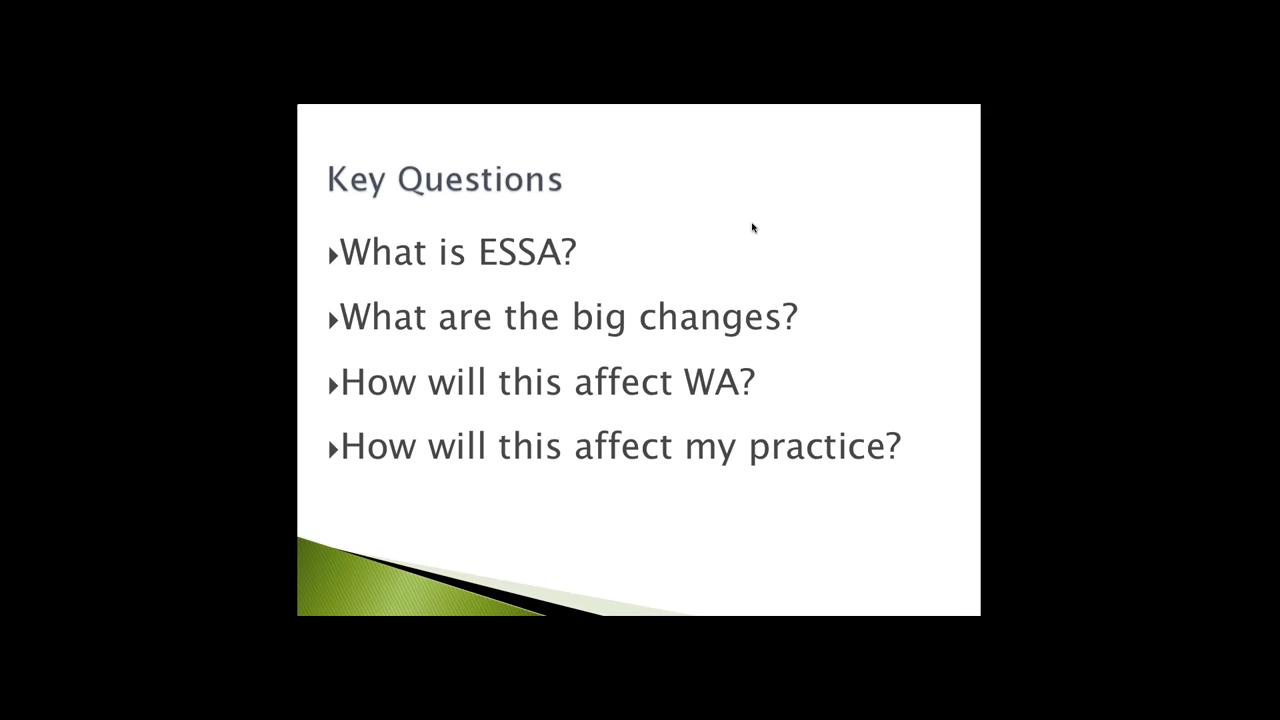 Key Questions
What is ESSA?
What are the big changes?
How will this affect WA?
How will this affect my practice?